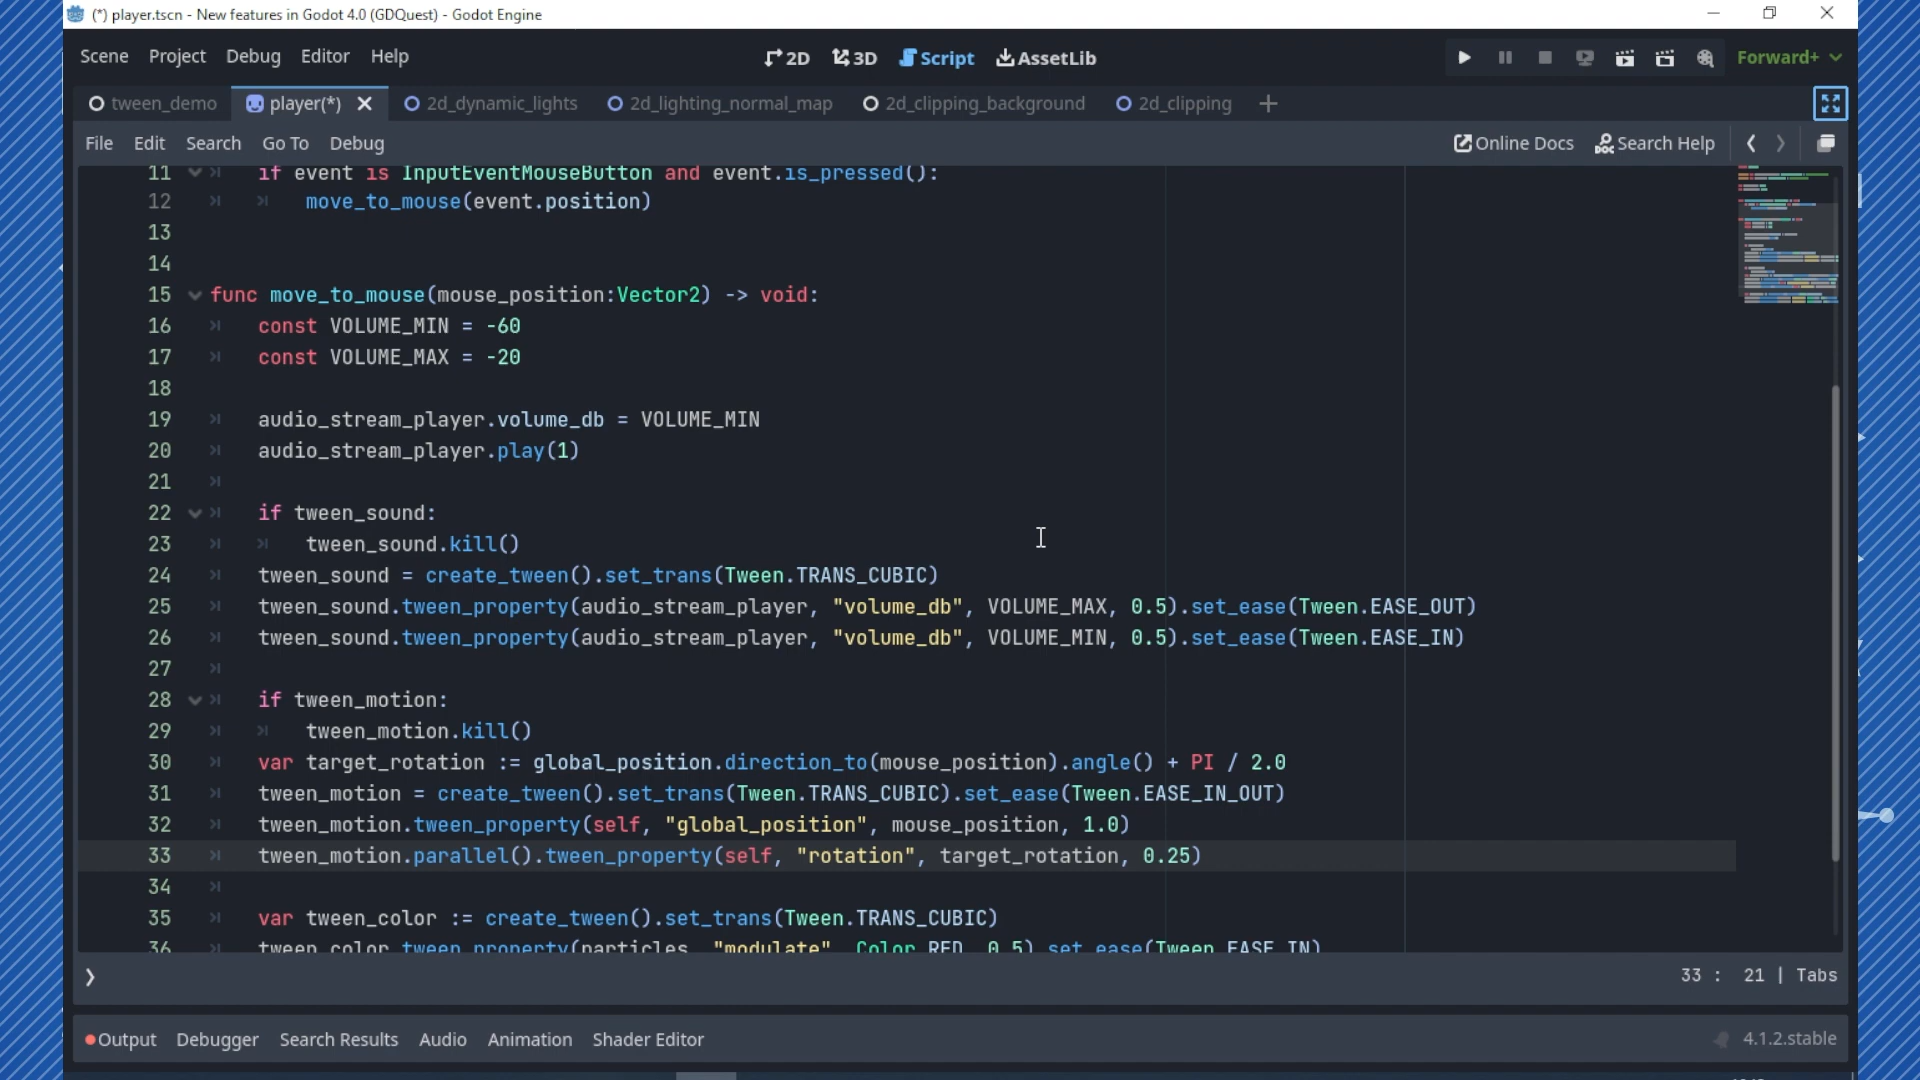 (*) player.tscn - New features in Godot 4.0 (GDQuest) - Godot Engine
Scene Project Debug Editor Help 2D 3D Script AssetLib Forward+
tween_demo player(*) 2d_dynamic_lights 2d_lighting_normal_map 2d_clipping_background 2d_clipping
File Edit Search Go To Debug Online Docs Search Help
11 if event is InputEventMouseButton and event.is_pressed():
12 move_to_mouse(event.position)
13
14
15 func move_to_mouse(mouse_position:Vector2) -> void:
16 const VOLUME_MIN = -60
17 const VOLUME_MAX = -20
18
19 audio_stream_player.volume_db = VOLUME_MIN
20 audio_stream_player.play(1)
21
22 if tween_sound:
23 tween_sound.kill()
24 tween_sound = create_tween().set_trans(Tween.TRANS_CUBIC)
25 tween_sound.tween_property(audio_stream_player, "volume_db", VOLUME_MAX, 0.5).set_ease(Tween.EASE_OUT)
26 tween_sound.tween_property(audio_stream_player, "volume_db", VOLUME_MIN, 0.5).set_ease(Tween.EASE_IN)
27
28 if tween_motion:
29 tween_motion.kill()
30 var target_rotation := global_position.direction_to(mouse_position).angle() + PI / 2.0
31 tween_motion = create_tween().set_trans(Tween.TRANS_CUBIC).set_ease(Tween.EASE_IN_OUT)
32 tween_motion.tween_property(self, "global_position", mouse_position, 1.0)
33 tween_motion.parallel().tween_property(self, "rotation", target_rotation, 0.25)
34
35 var tween_color := create_tween().set_trans(Tween.TRANS_CUBIC)
36 tween_color.tween_property(particles, "modulate", Color.RED, 0.5).set_ease(Tween.EASE_IN)
33 : 21 | Tabs
Output Debugger Search Results Audio Animation Shader Editor 4.1.2.stable